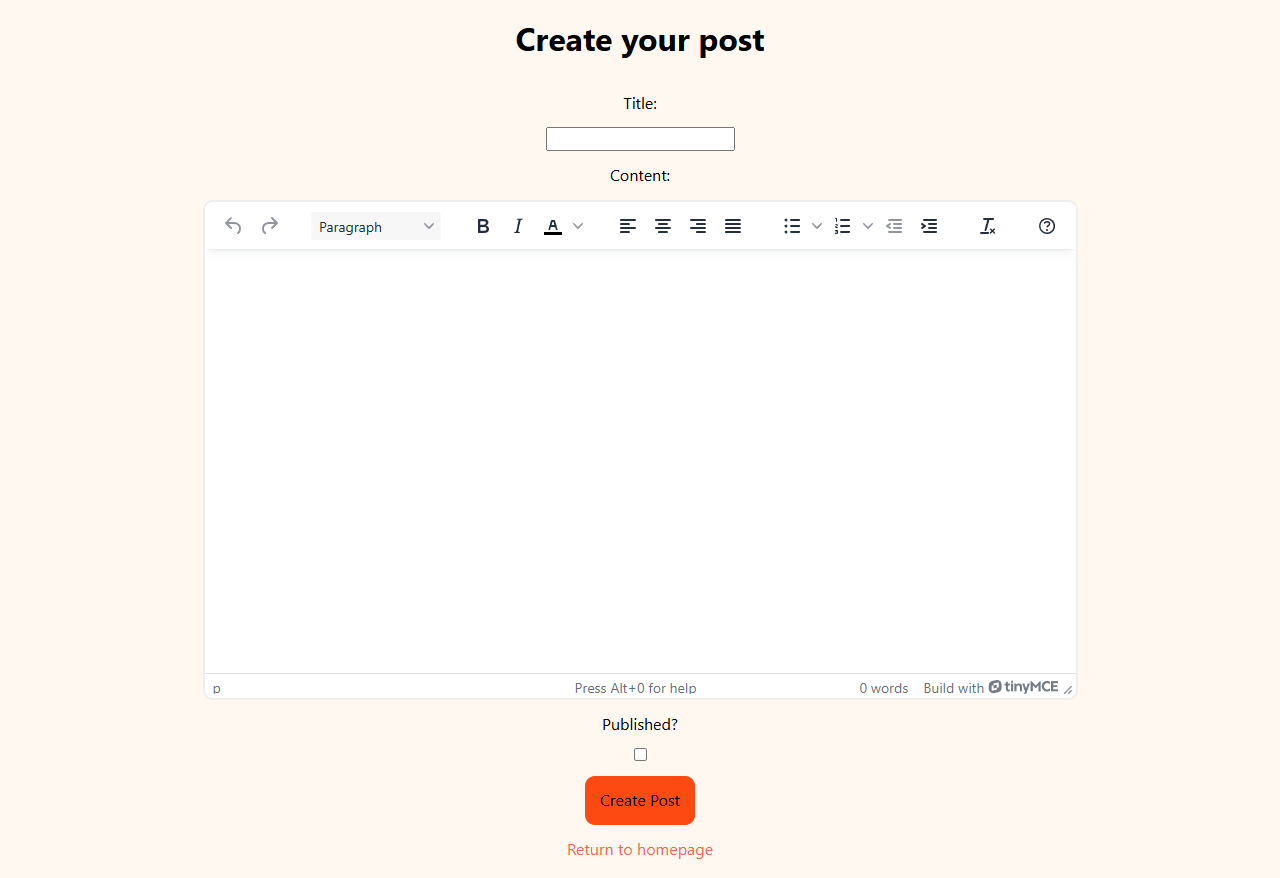 Create your post
Title:
Content:
Paragraph B I A
p Press Alt+0 for help 0 words Build with tinyMCE
Published?
Create Post
Return to homepage